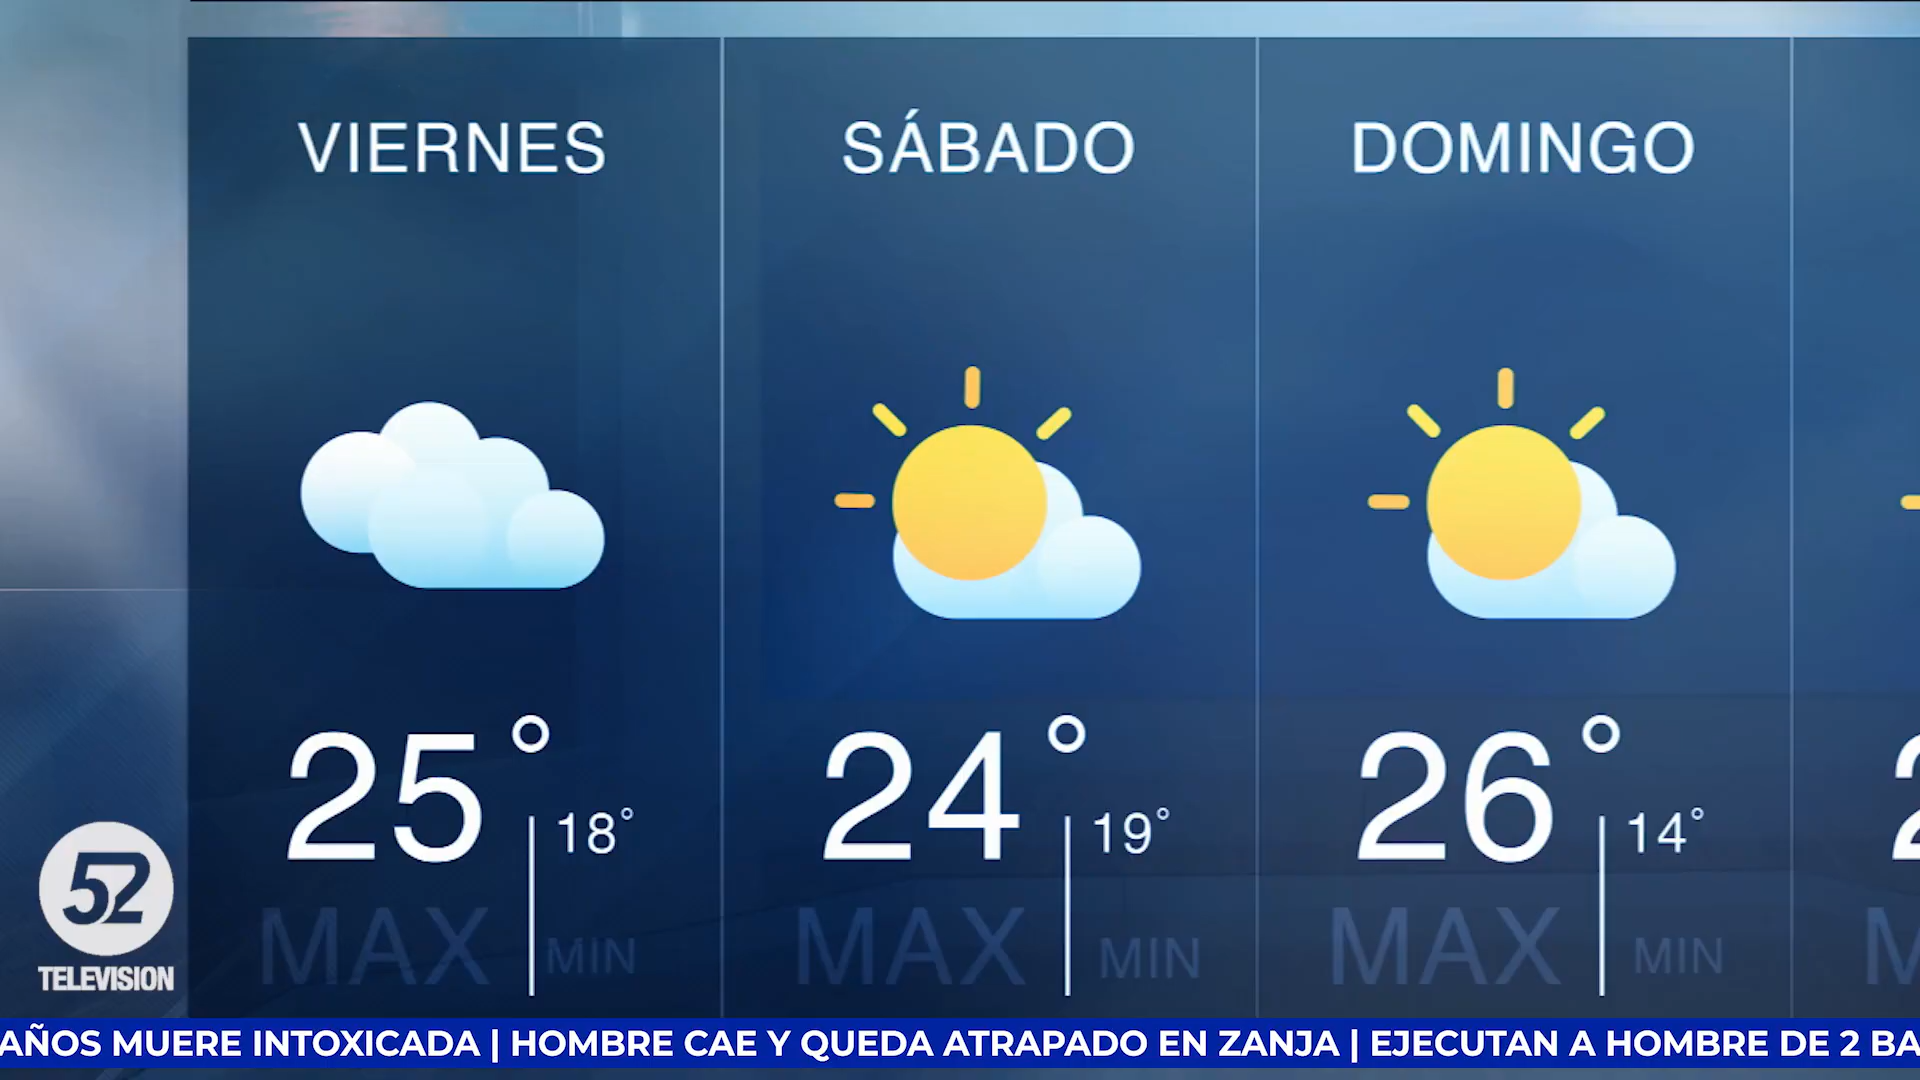 VIERNES
SÁBADO
DOMINGO
25°
18°
MAX
MIN
24°
19°
MAX
MIN
26°
14°
MAX
MIN
2
M
52
TELEVISION
AÑOS MUERE INTOXICADA | HOMBRE CAE Y QUEDA ATRAPADO EN ZANJA | EJECUTAN A HOMBRE DE 2 BA